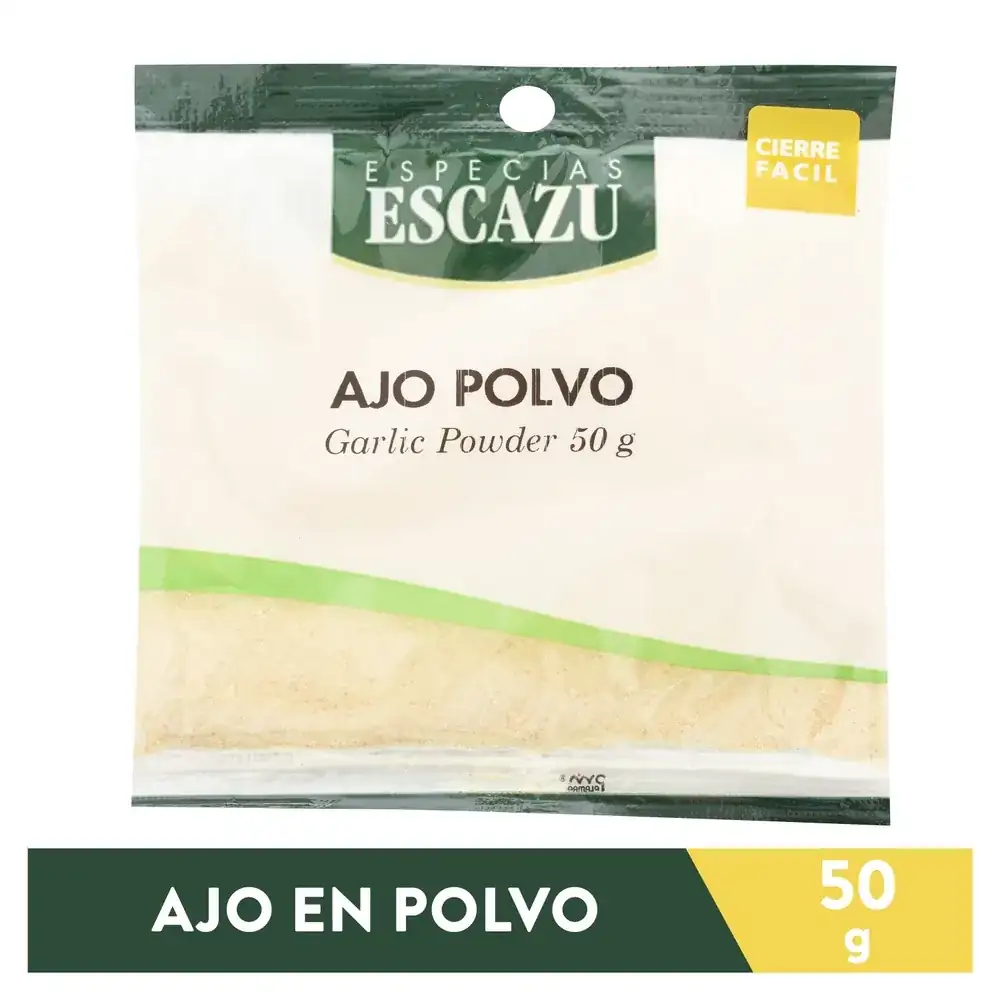 ESPECIAS
ESCAZU
CIERRE
FACIL
AJO POLVO
Garlic Powder 50 g
AJO EN POLVO
50
g